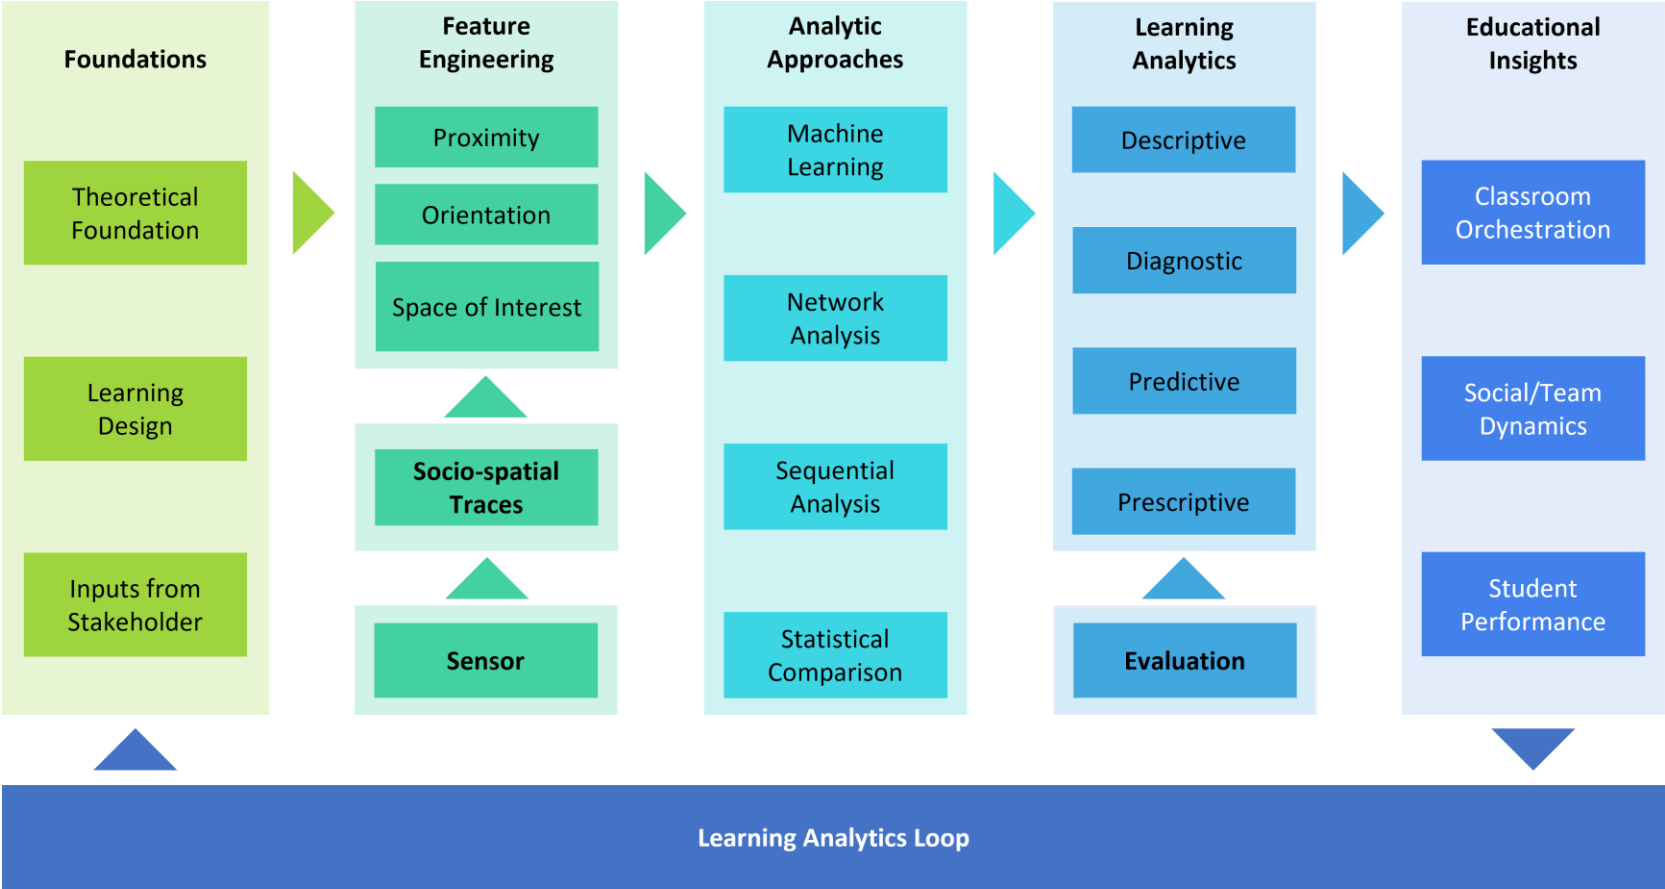 Foundations
Theoretical
Foundation
Learning
Design
Inputs from
Stakeholder
Feature
Engineering
Proximity
Orientation
Space of Interest
Socio-spatial
Traces
Sensor
Analytic
Approaches
Machine
Learning
Network
Analysis
Sequential
Analysis
Statistical
Comparison
Learning
Analytics
Descriptive
Diagnostic
Predictive
Prescriptive
Evaluation
Educational
Insights
Classroom
Orchestration
Social/Team
Dynamics
Student
Performance
Learning Analytics Loop